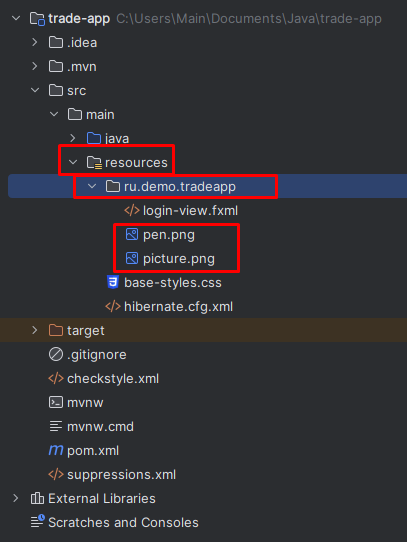 trade-app C:\Users\Main\Documents\Java\trade-app
.idea
.mvn
src
main
java
resources
ru.demo.tradeapp
login-view.fxml
pen.png
picture.png
base-styles.css
hibernate.cfg.xml
target
.gitignore
checkstyle.xml
mvnw
mvnw.cmd
pom.xml
suppressions.xml
External Libraries
Scratches and Consoles